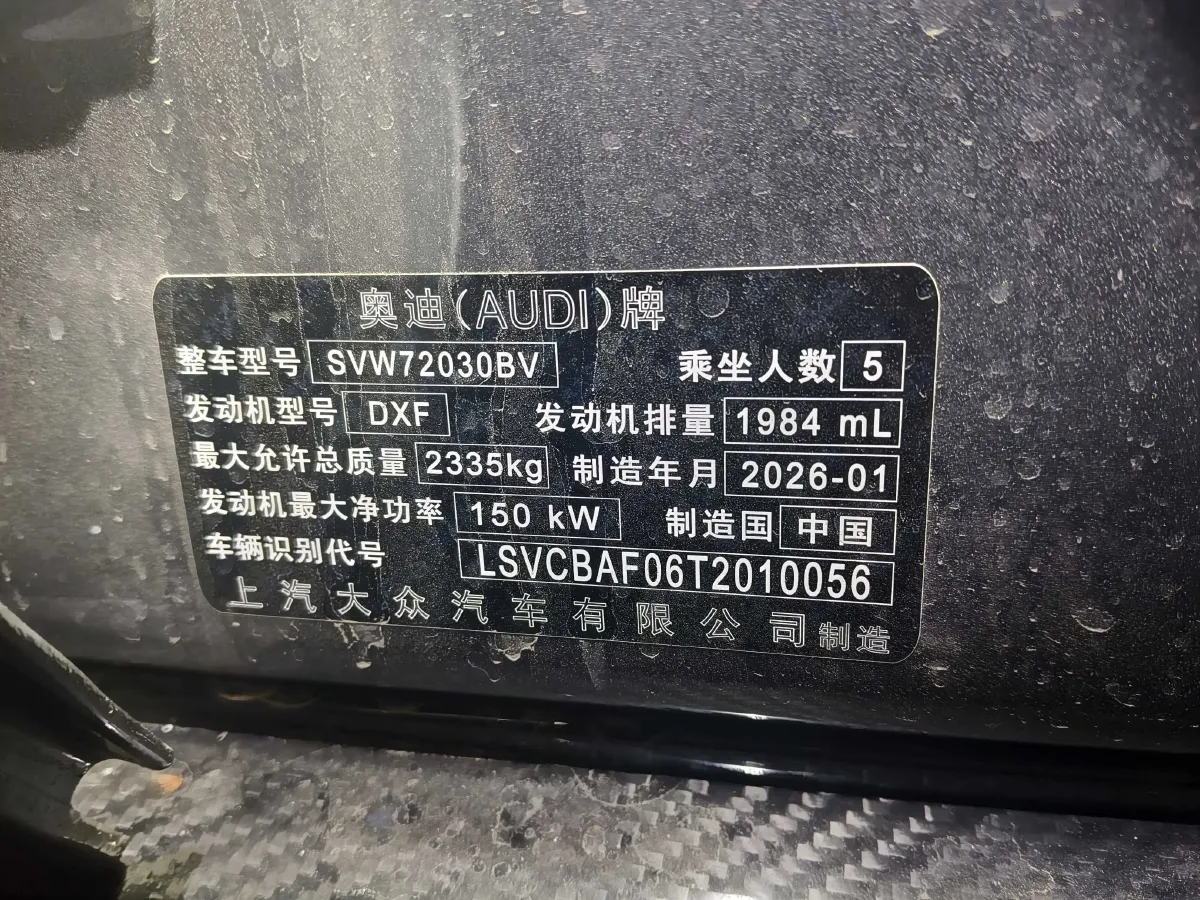 奥迪(AUDI)牌
整车型号 SVW72030BV 乘坐人数 5
发动机型号 DXF 发动机排量 1984 mL
最大允许总质量 2335kg 制造年月 2026-01
发动机最大净功率 150 kW 制造国 中国
车辆识别代号 LSVCBAF06T2010056
上汽大众汽车有限公司制造